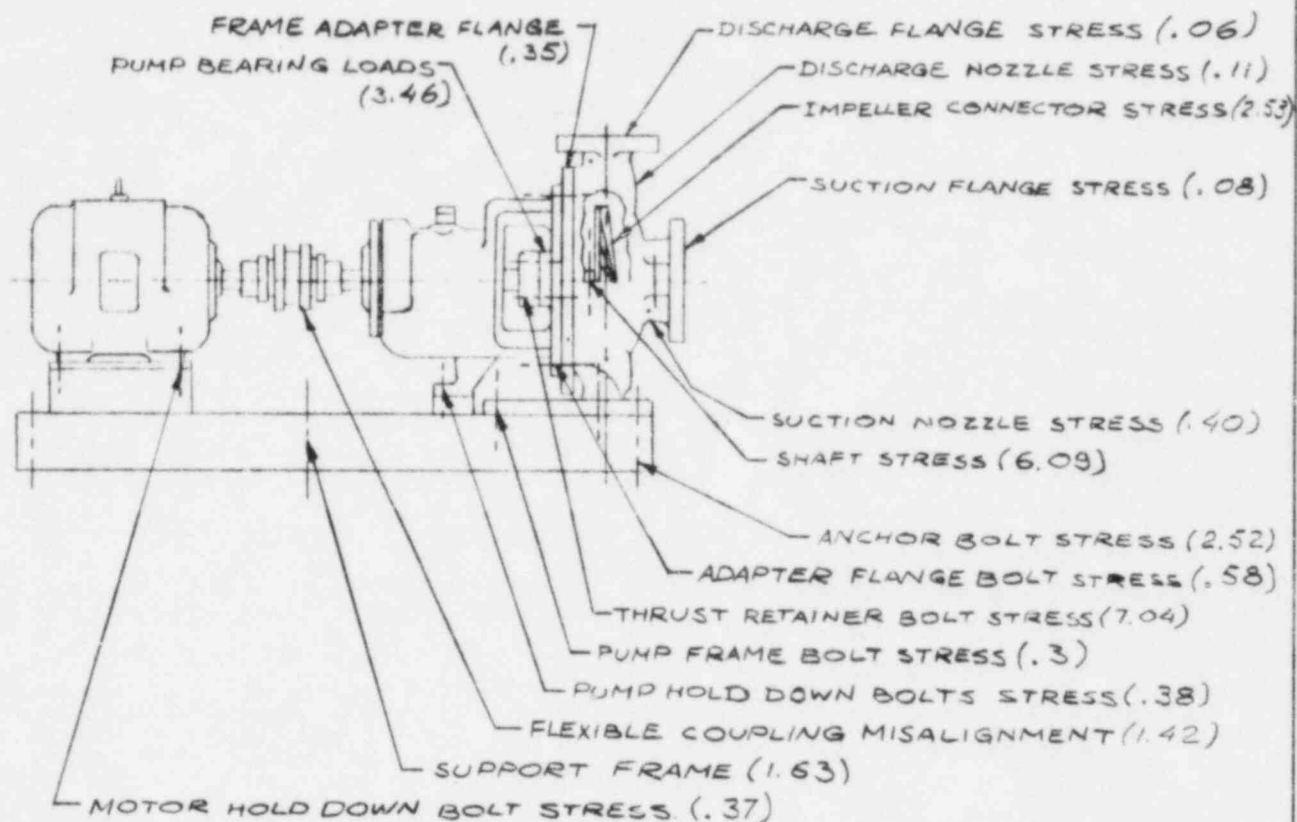 FRAME ADAPTER FLANGE
(.35)
PUMP BEARING LOADS
(3.46)
DISCHARGE FLANGE STRESS (.06)
DISCHARGE NOZZLE STRESS (.11)
IMPELLER CONNECTOR STRESS (2.53)
SUCTION FLANGE STRESS (.08)
SUCTION NOZZLE STRESS (.40)
SHAFT STRESS (6.09)
ANCHOR BOLT STRESS (2.52)
ADAPTER FLANGE BOLT STRESS (.58)
THRUST RETAINER BOLT STRESS (7.04)
PUMP FRAME BOLT STRESS (.3)
PUMP HOLD DOWN BOLTS STRESS (.38)
FLEXIBLE COUPLING MISALIGNMENT (1.42)
SUPPORT FRAME (1.63)
MOTOR HOLD DOWN BOLT STRESS (.37)